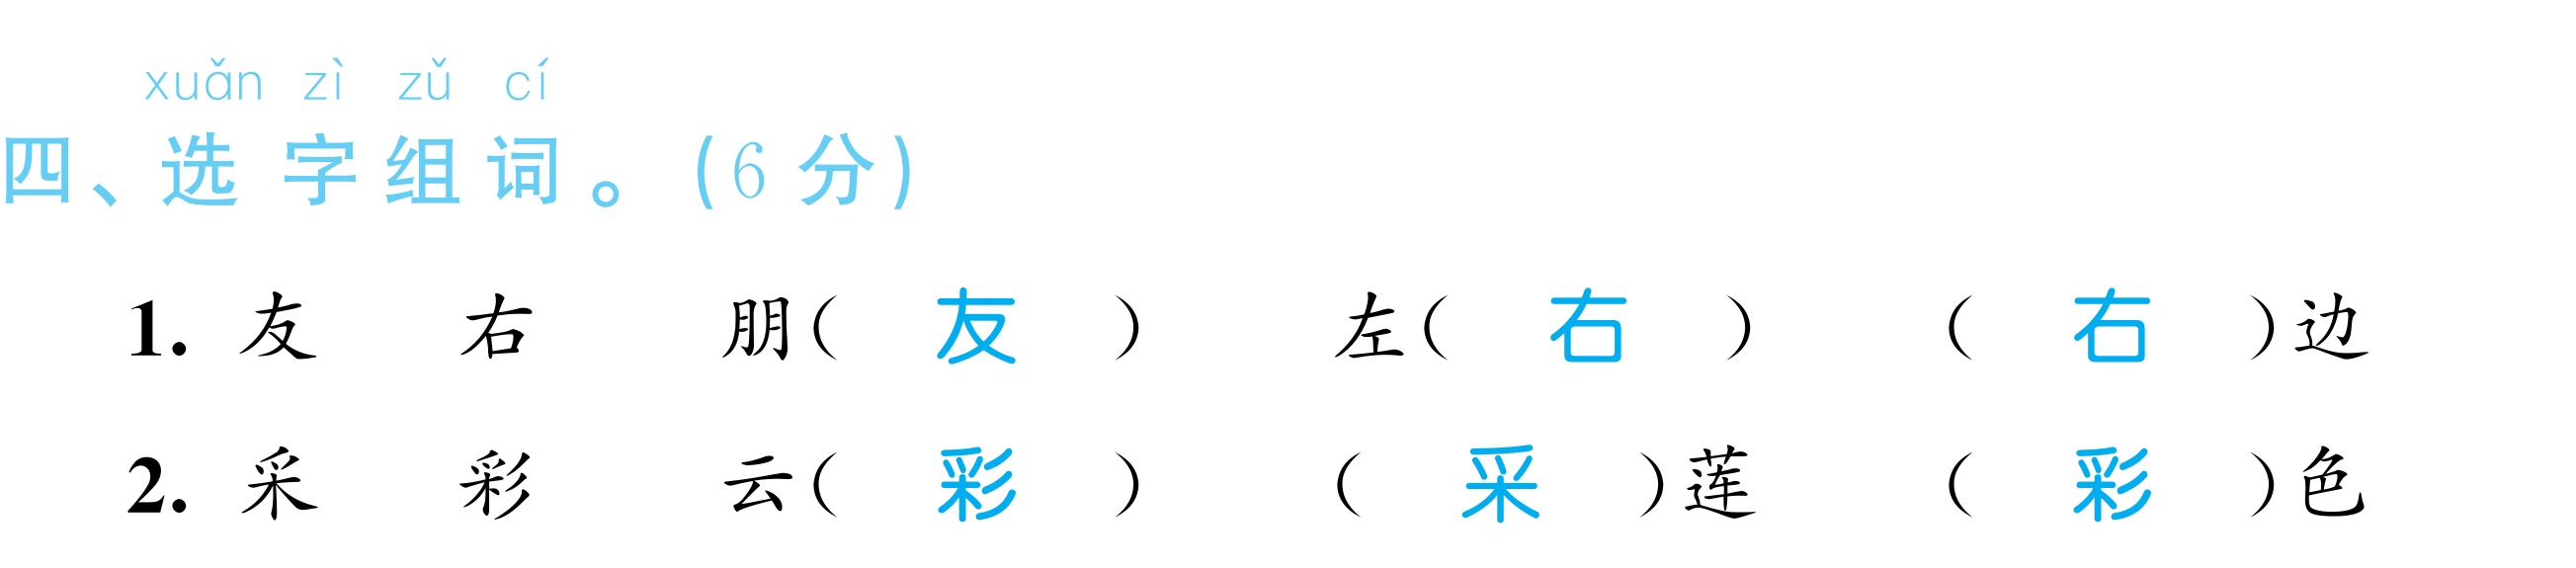 xuǎn zì zǔ cí
四、选字组词。(6分)
1. 友 右 朋( 友 ) 左( 右 ) ( 右 )边
2. 采 彩 云( 彩 ) ( 采 )莲 ( 彩 )色